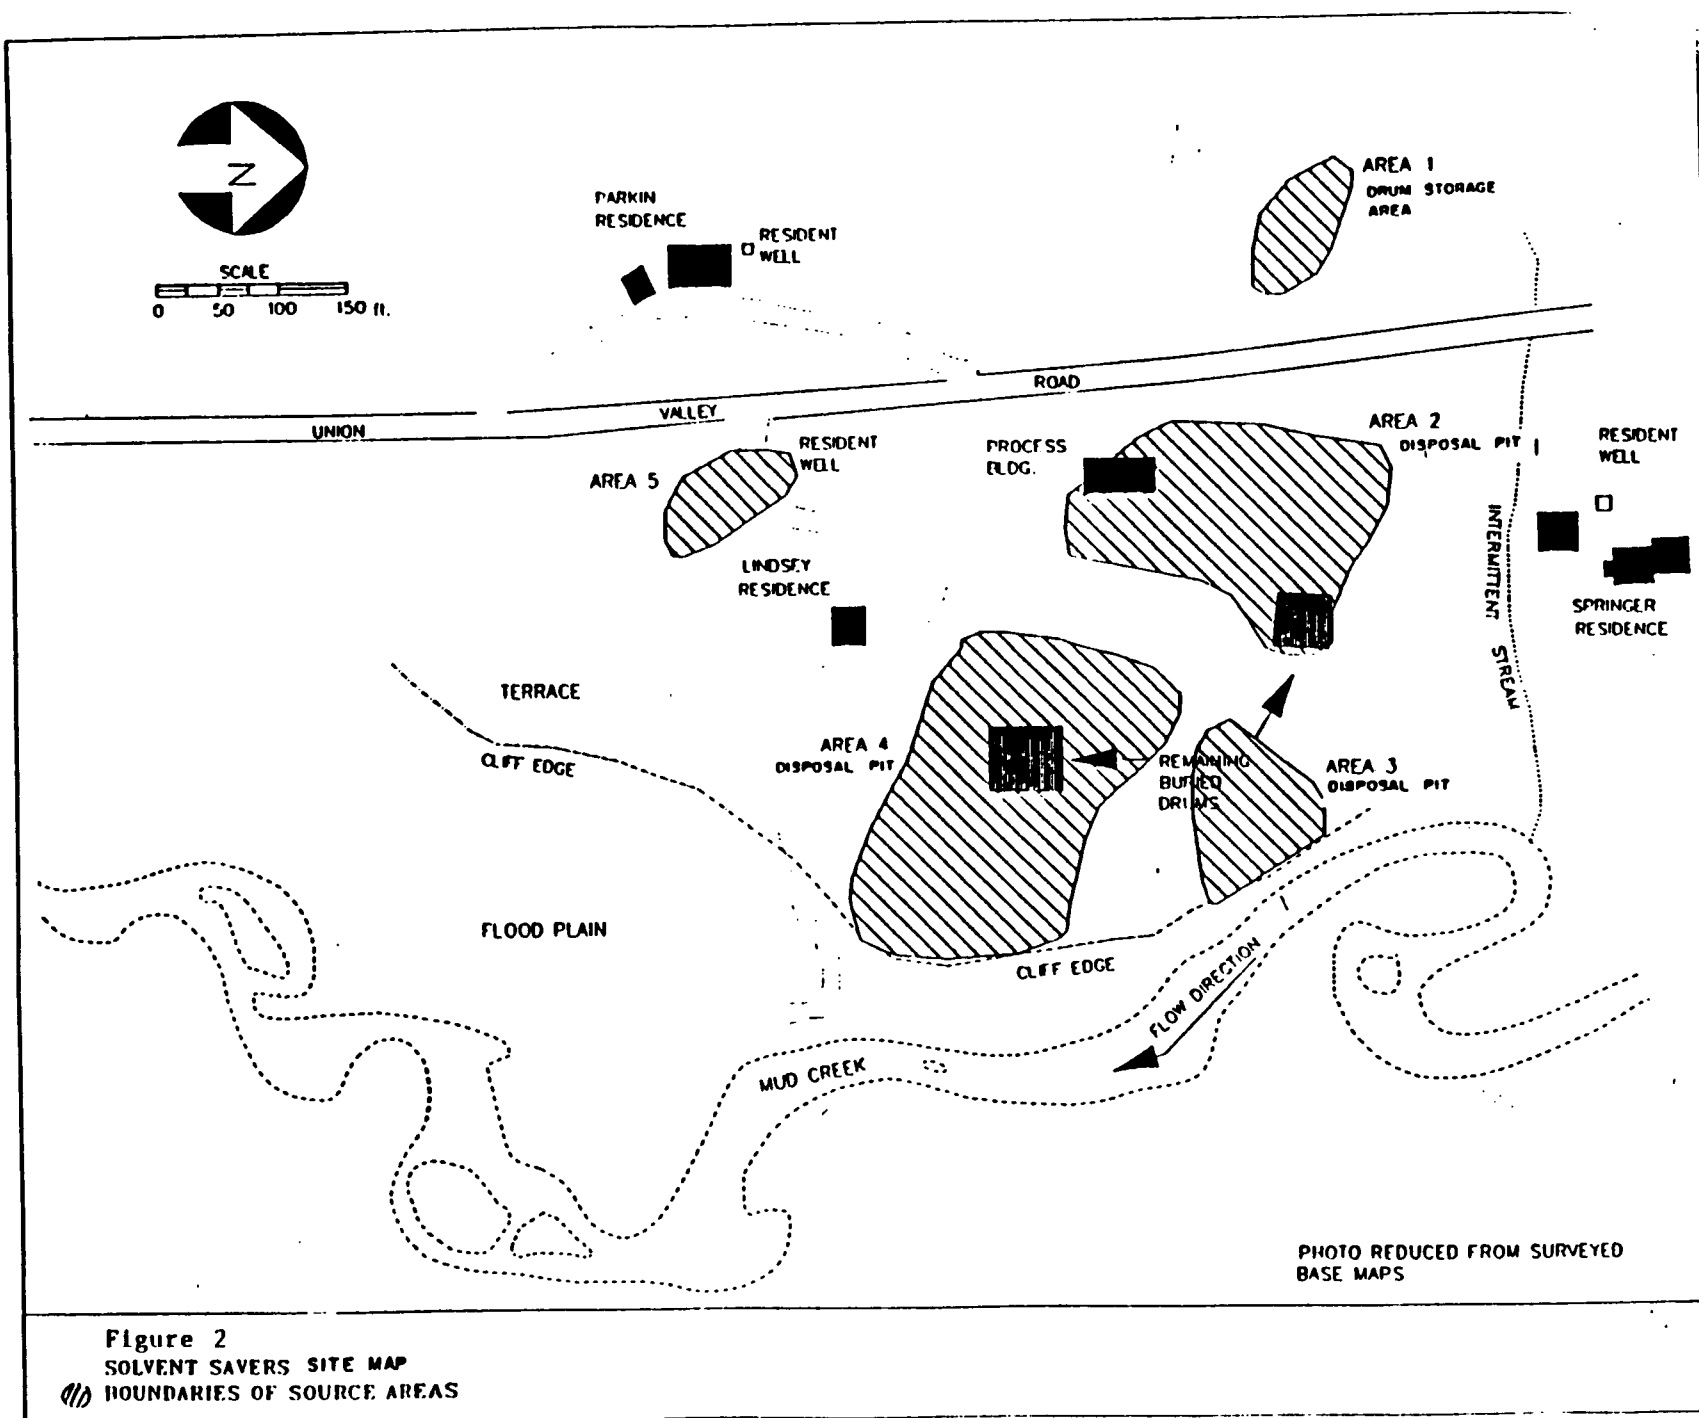 N
SCALE
0 50 100 150 ft.
PARKIN
RESIDENCE
RESIDENT
WELL
AREA 1
DRUM STORAGE
AREA
UNION VALLEY ROAD
AREA 5
RESIDENT
WELL
PROCESS
BLDG.
AREA 2
DISPOSAL PIT
RESIDENT
WELL
LINDSEY
RESIDENCE
INTERMITTENT STREAM
SPRINGER
RESIDENCE
TERRACE
CLIFF EDGE
AREA 4
DISPOSAL PIT
REMAINING
BURIED
DRUMS
AREA 3
DISPOSAL PIT
FLOOD PLAIN
CLIFF EDGE
FLOW DIRECTION
MUD CREEK
PHOTO REDUCED FROM SURVEYED
BASE MAPS
Figure 2
SOLVENT SAVERS SITE MAP
BOUNDARIES OF SOURCE AREAS